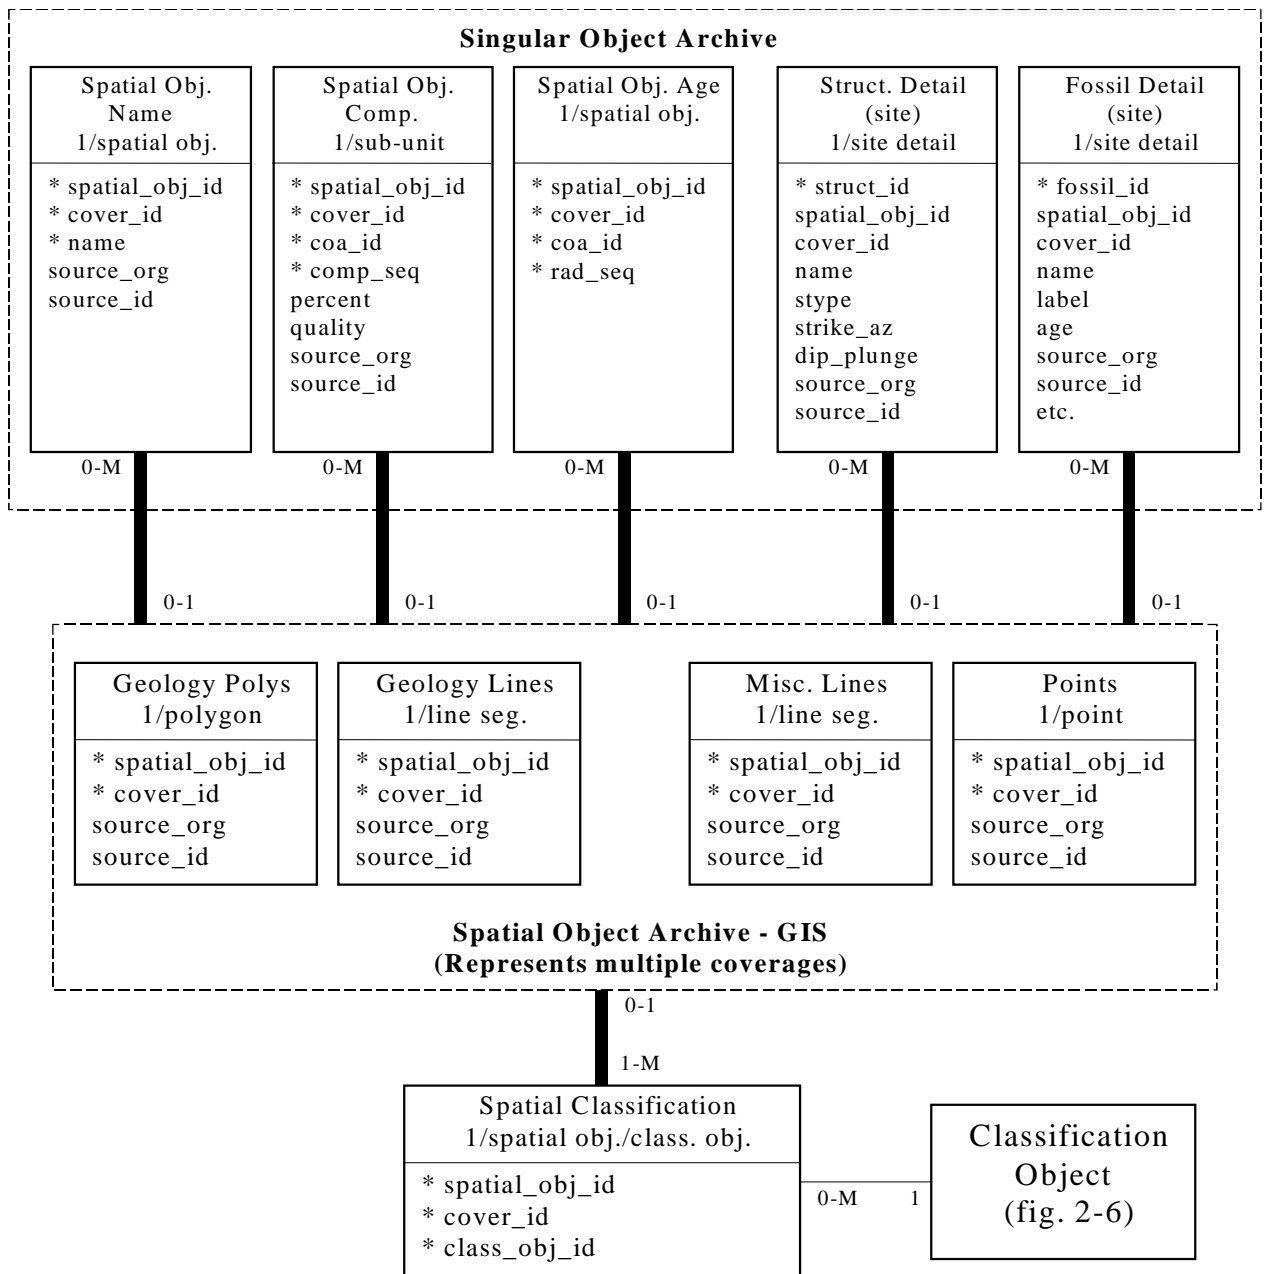 Singular Object Archive
Spatial Obj.
Name
1/spatial obj.
* spatial_obj_id
* cover_id
* name
source_org
source_id
Spatial Obj.
Comp.
1/sub-unit
* spatial_obj_id
* cover_id
* coa_id
* comp_seq
percent
quality
source_org
source_id
Spatial Obj. Age
1/spatial obj.
* spatial_obj_id
* cover_id
* coa_id
* rad_seq
Struct. Detail
(site)
1/site detail
* struct_id
spatial_obj_id
cover_id
name
stype
strike_az
dip_plunge
source_org
source_id
Fossil Detail
(site)
1/site detail
* fossil_id
spatial_obj_id
cover_id
name
label
age
source_org
source_id
etc.
0-M
0-M
0-M
0-M
0-M
0-1
0-1
0-1
0-1
0-1
Geology Polys
1/polygon
* spatial_obj_id
* cover_id
source_org
source_id
Geology Lines
1/line seg.
* spatial_obj_id
* cover_id
source_org
source_id
Misc. Lines
1/line seg.
* spatial_obj_id
* cover_id
source_org
source_id
Points
1/point
* spatial_obj_id
* cover_id
source_org
source_id
Spatial Object Archive - GIS
(Represents multiple coverages)
0-1
1-M
Spatial Classification
1/spatial obj./class. obj.
* spatial_obj_id
* cover_id
* class_obj_id
0-M
1
Classification
Object
(fig. 2-6)